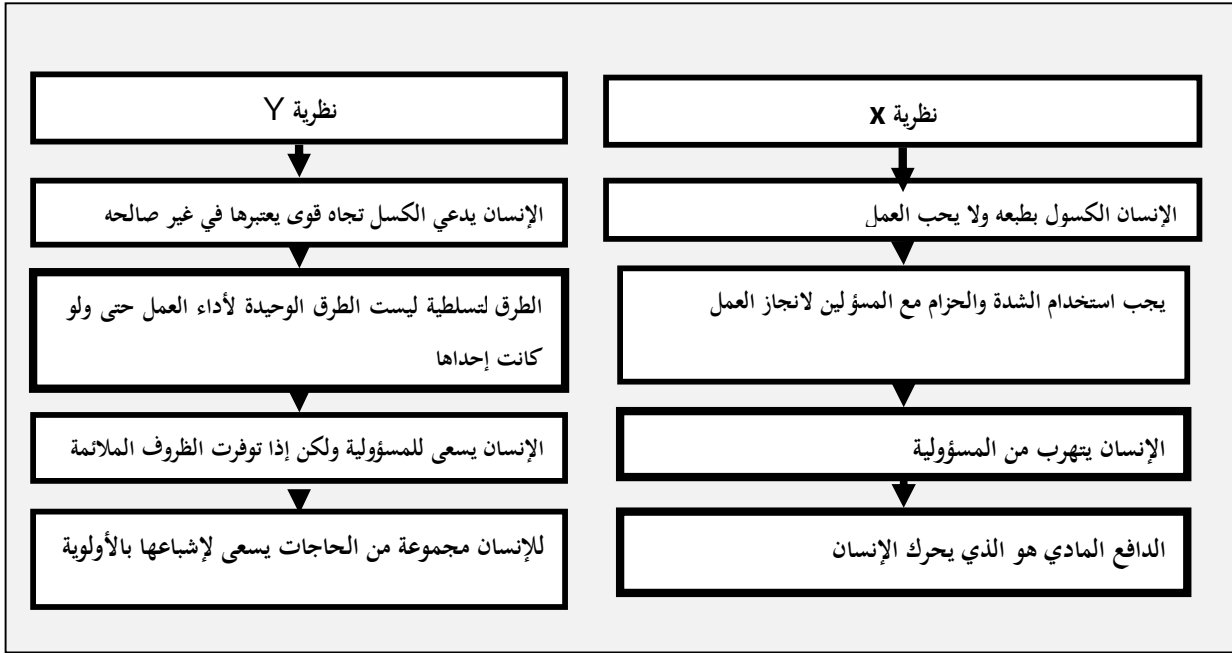 نظرية X
الإنسان الكسول بطبعه ولا يحب العمل
يجب استخدام الشدة والحزام مع المسؤلين لانجاز العمل
الإنسان يتهرب من المسؤولية
الدافع المادي هو الذي يحرك الإنسان
نظرية Y
الإنسان يدعي الكسل تجاه قوى يعتبرها في غير صالحه
الطرق لتسلطية ليست الطرق الوحيدة لأداء العمل حتى ولو
كانت إحداها
الإنسان يسعى للمسؤولية ولكن إذا توفرت الظروف الملائمة
للإنسان مجموعة من الحاجات يسعى لإشباعها بالأولوية